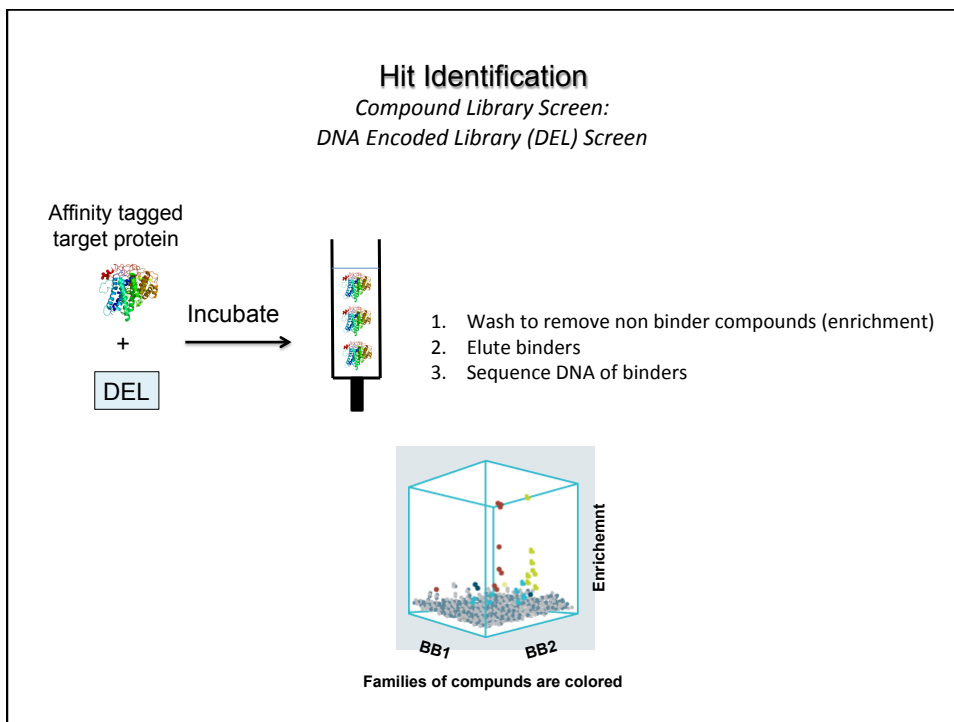 Hit Identification
Compound Library Screen:
DNA Encoded Library (DEL) Screen
Affinity tagged
target protein
+
DEL
Incubate
1. Wash to remove non binder compounds (enrichment)
2. Elute binders
3. Sequence DNA of binders
Enrichemnt
BB1
BB2
Families of compunds are colored